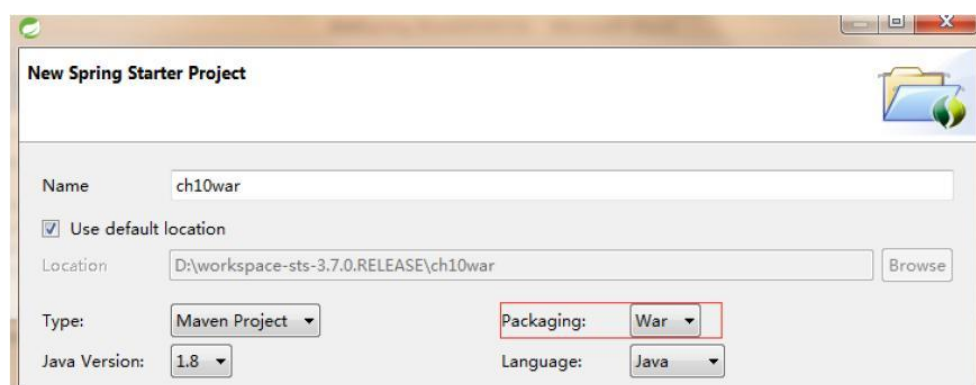 New Spring Starter Project
Name ch10war
Use default location
Location D:\workspace-sts-3.7.0.RELEASE\ch10war Browse
Type: Maven Project Packaging: War
Java Version: 1.8 Language: Java